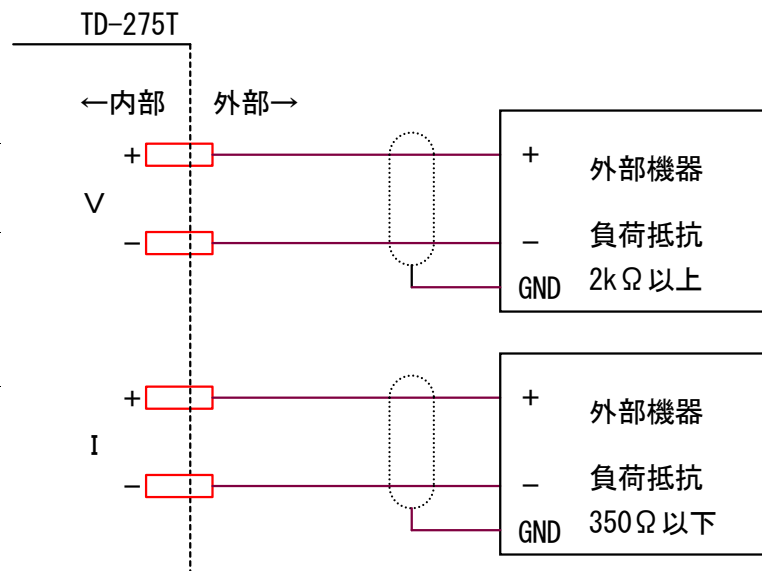 TD-275T
←内部 外部→
+
V
−
+
外部機器
−
負荷抵抗
GND
2kΩ以上
+
I
−
+
外部機器
−
負荷抵抗
GND
350Ω以下